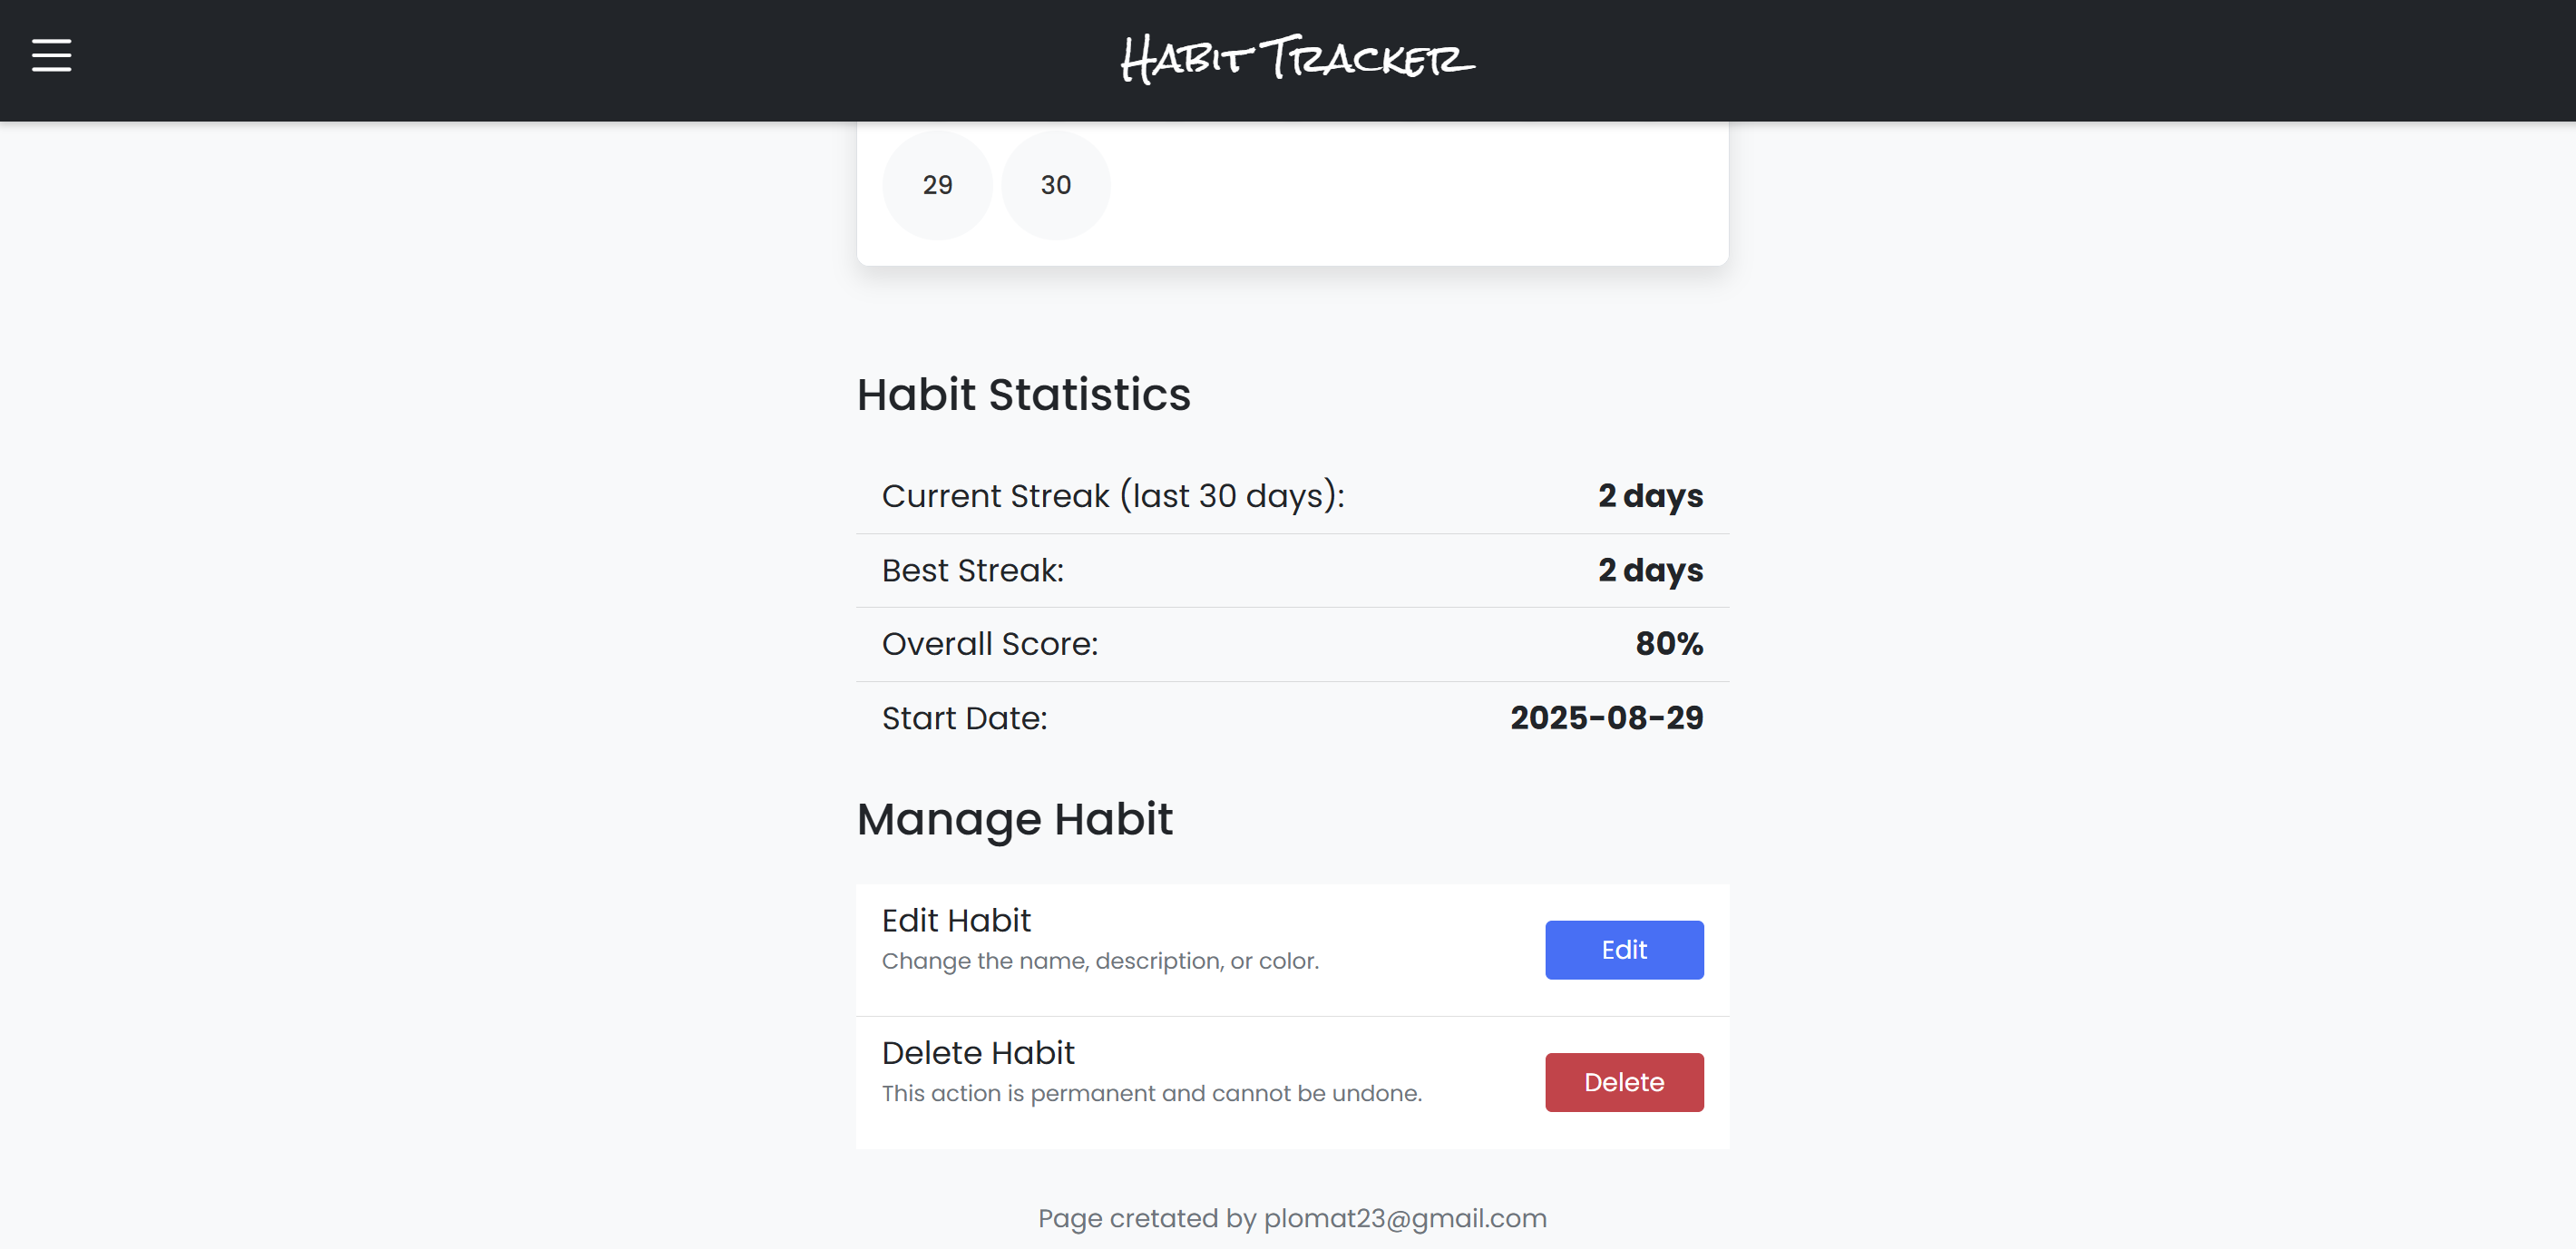 Habit Tracker
29 30
Habit Statistics
Current Streak (last 30 days): 2 days
Best Streak: 2 days
Overall Score: 80%
Start Date: 2025-08-29
Manage Habit
Edit Habit
Change the name, description, or color.
Edit
Delete Habit
This action is permanent and cannot be undone.
Delete
Page cretated by plomat23@gmail.com